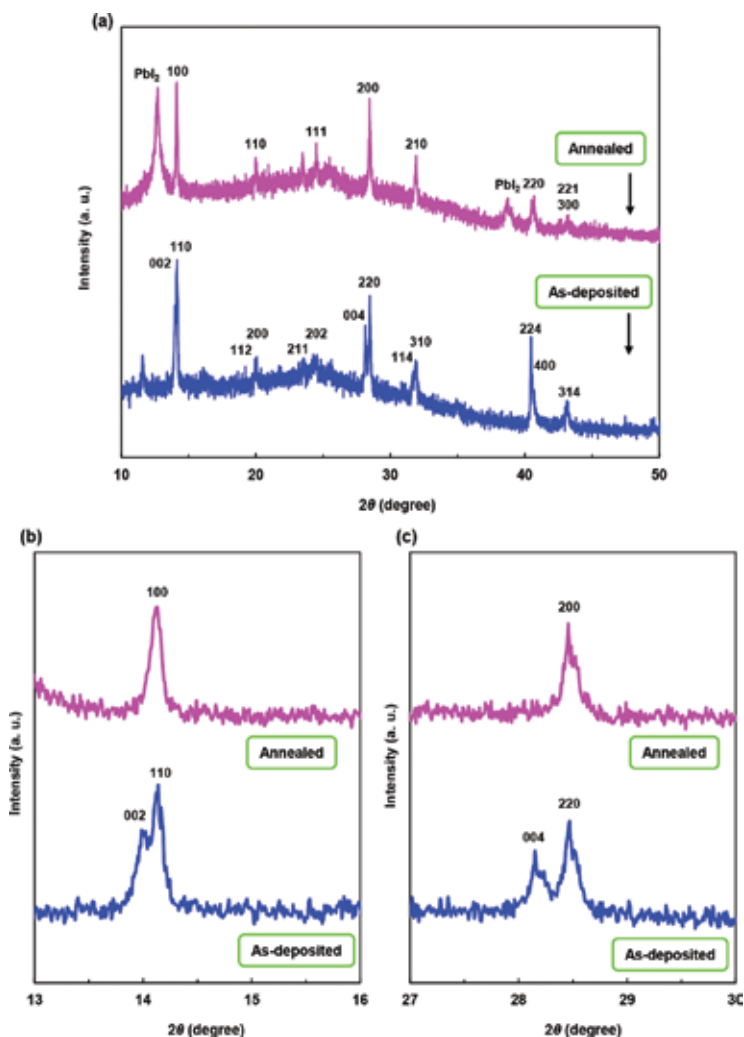 (a)
PbI₂
100
110
111
200
210
PbI₂
220
221
300
Annealed
002
110
112
200
211
202
004
220
114
310
224
400
314
As-deposited
Intensity (a. u.)
10
20
30
40
50
2θ (degree)
(b)
100
Annealed
002
110
As-deposited
Intensity (a. u.)
13
14
15
16
2θ (degree)
(c)
200
Annealed
004
220
As-deposited
Intensity (a. u.)
27
28
29
30
2θ (degree)